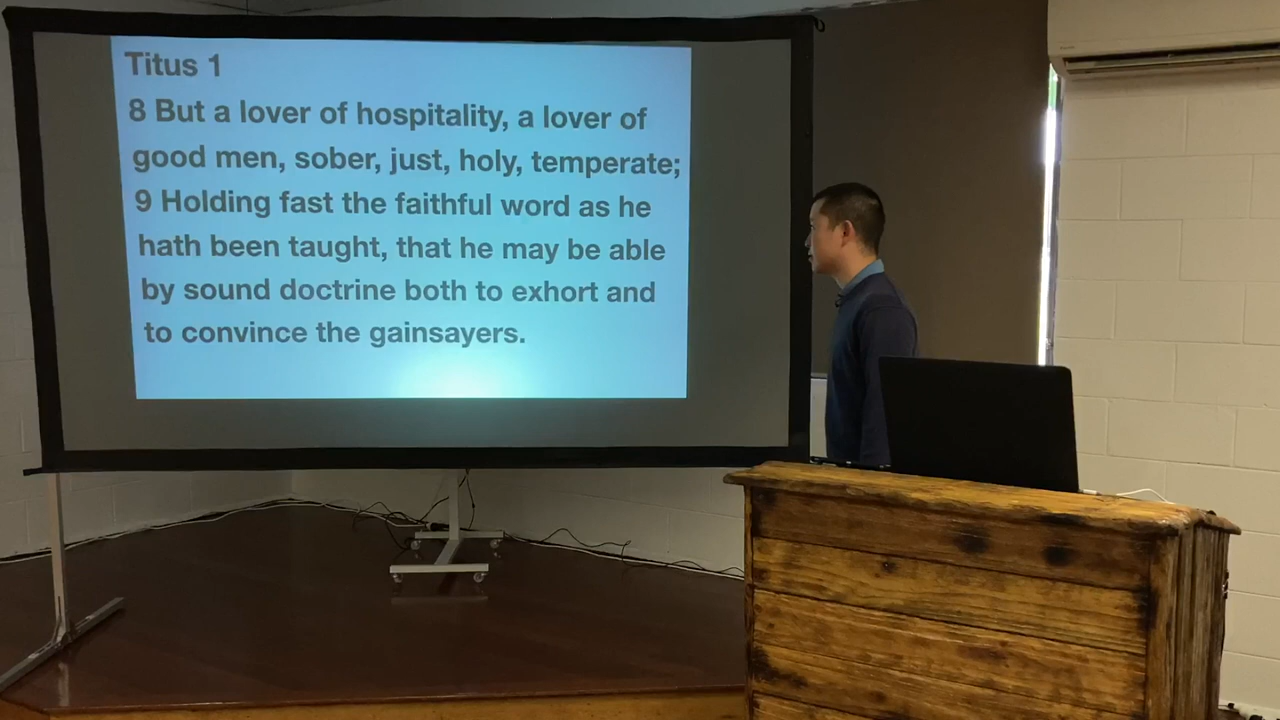 Titus 1
8 But a lover of hospitality, a lover of
good men, sober, just, holy, temperate;
9 Holding fast the faithful word as he
hath been taught, that he may be able
by sound doctrine both to exhort and
to convince the gainsayers.